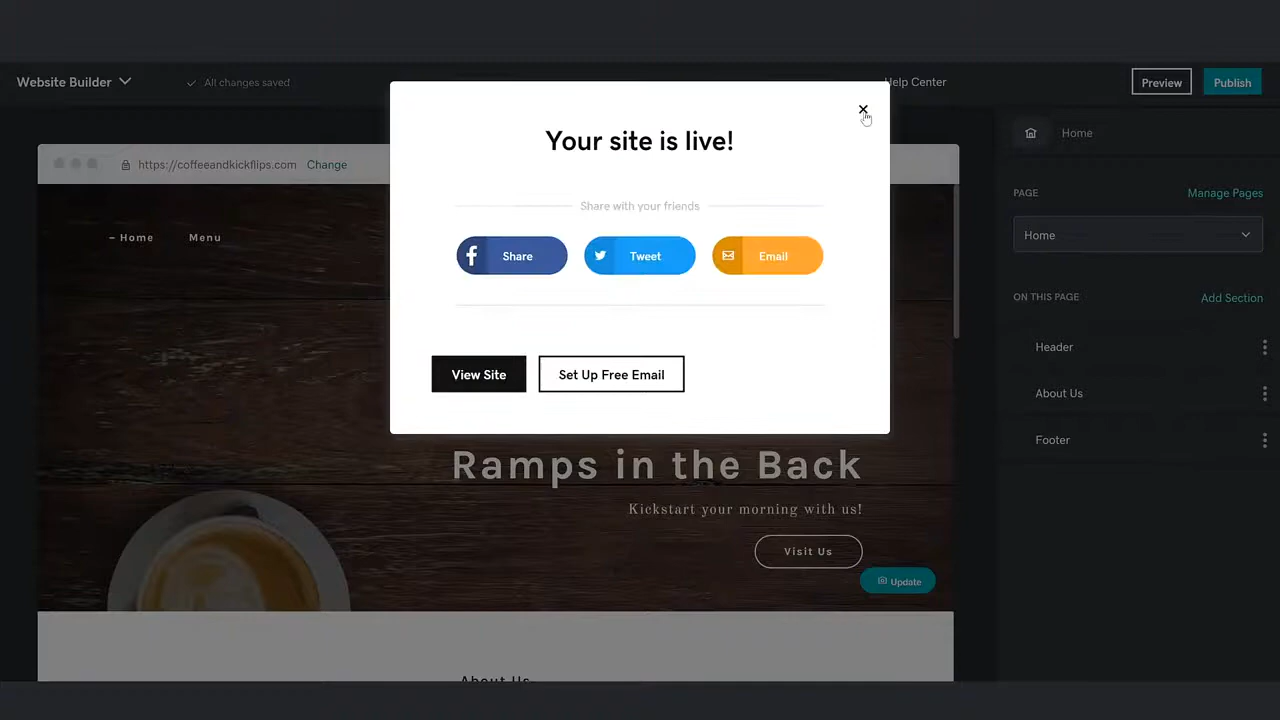 Website Builder
All changes saved
Help Center
Preview
Publish
https://coffeeandkickflips.com Change
– Home
Menu
Your site is live!
Share with your friends
Share
Tweet
Email
View Site
Set Up Free Email
Ramps in the Back
Kickstart your morning with us!
Visit Us
Update
About Us
Home
PAGE
Manage Pages
Home
ON THIS PAGE
Add Section
Header
About Us
Footer